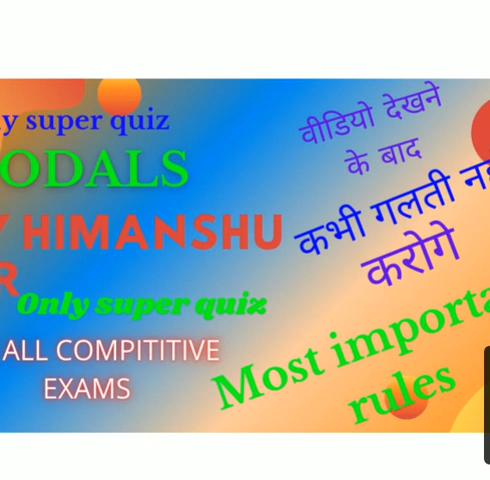 y super quiz
ODALS
Y HIMANSHU
R
Only super quiz
ALL COMPITITIVE
EXAMS
वीडियो देखने
के बाद
कभी गलती
करोगे
Most importa
rules